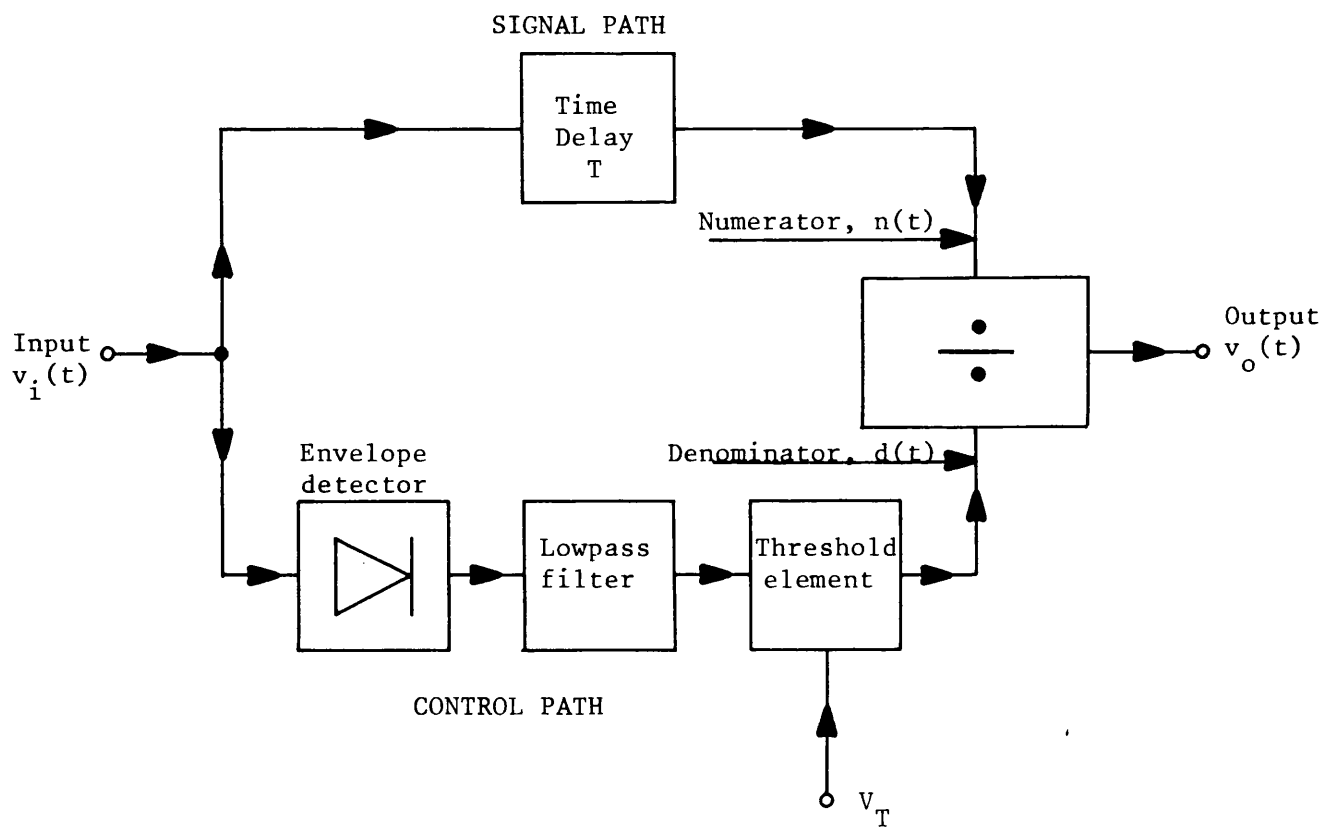 SIGNAL PATH
Time
Delay
T
Numerator, n(t)
Input
v_i(t)
Output
v_o(t)
Envelope
detector
Denominator, d(t)
Lowpass
filter
Threshold
element
CONTROL PATH
V_T